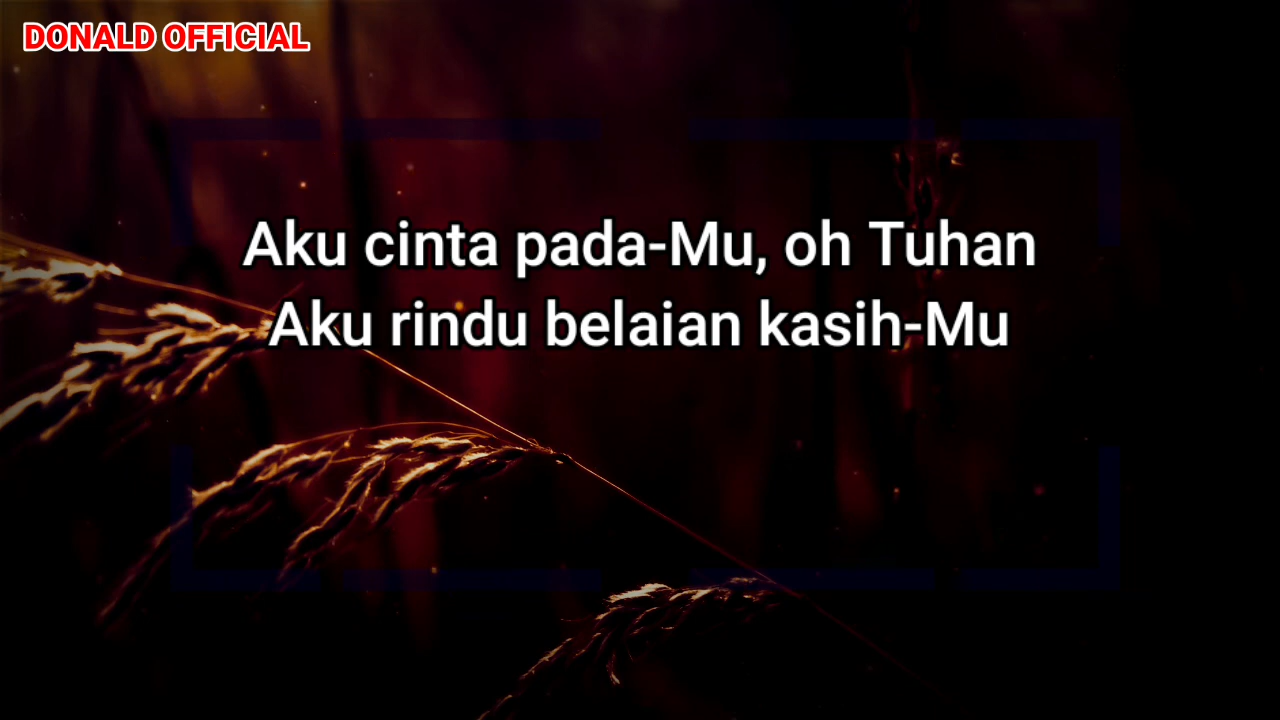 DONALD OFFICIAL
Aku cinta pada-Mu, oh Tuhan
Aku rindu belaian kasih-Mu